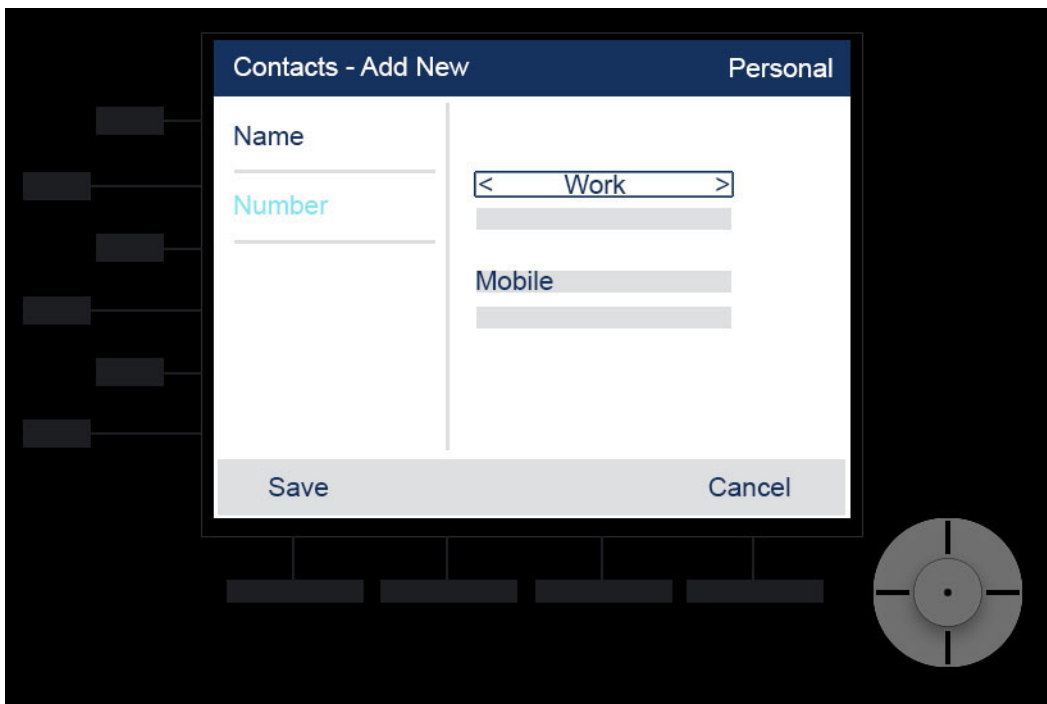 Contacts - Add New Personal
Name
< Work >
Number
Mobile
Save Cancel